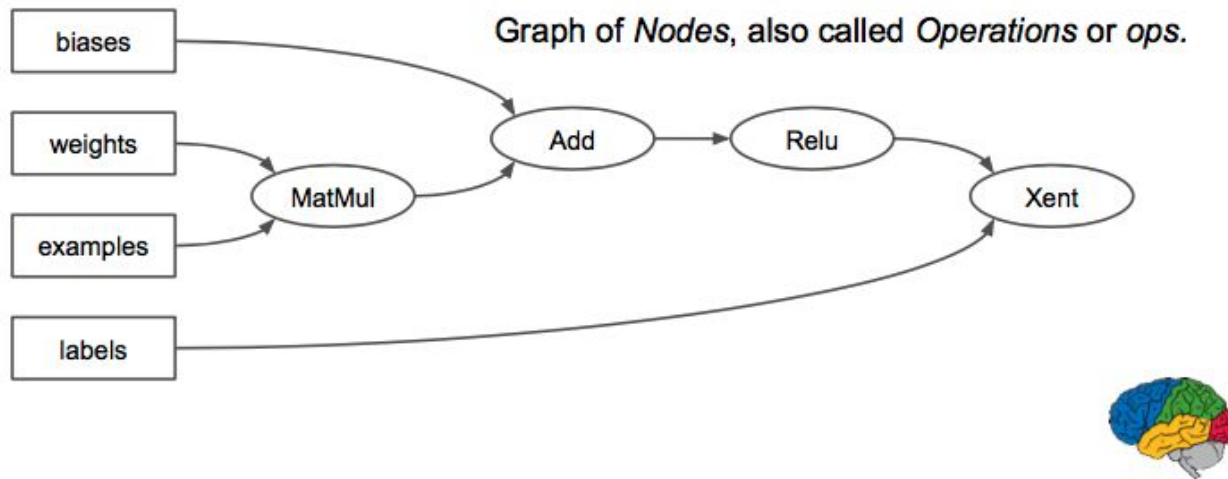 Graph of Nodes, also called Operations or ops.
biases
weights
examples
labels
MatMul
Add
Relu
Xent